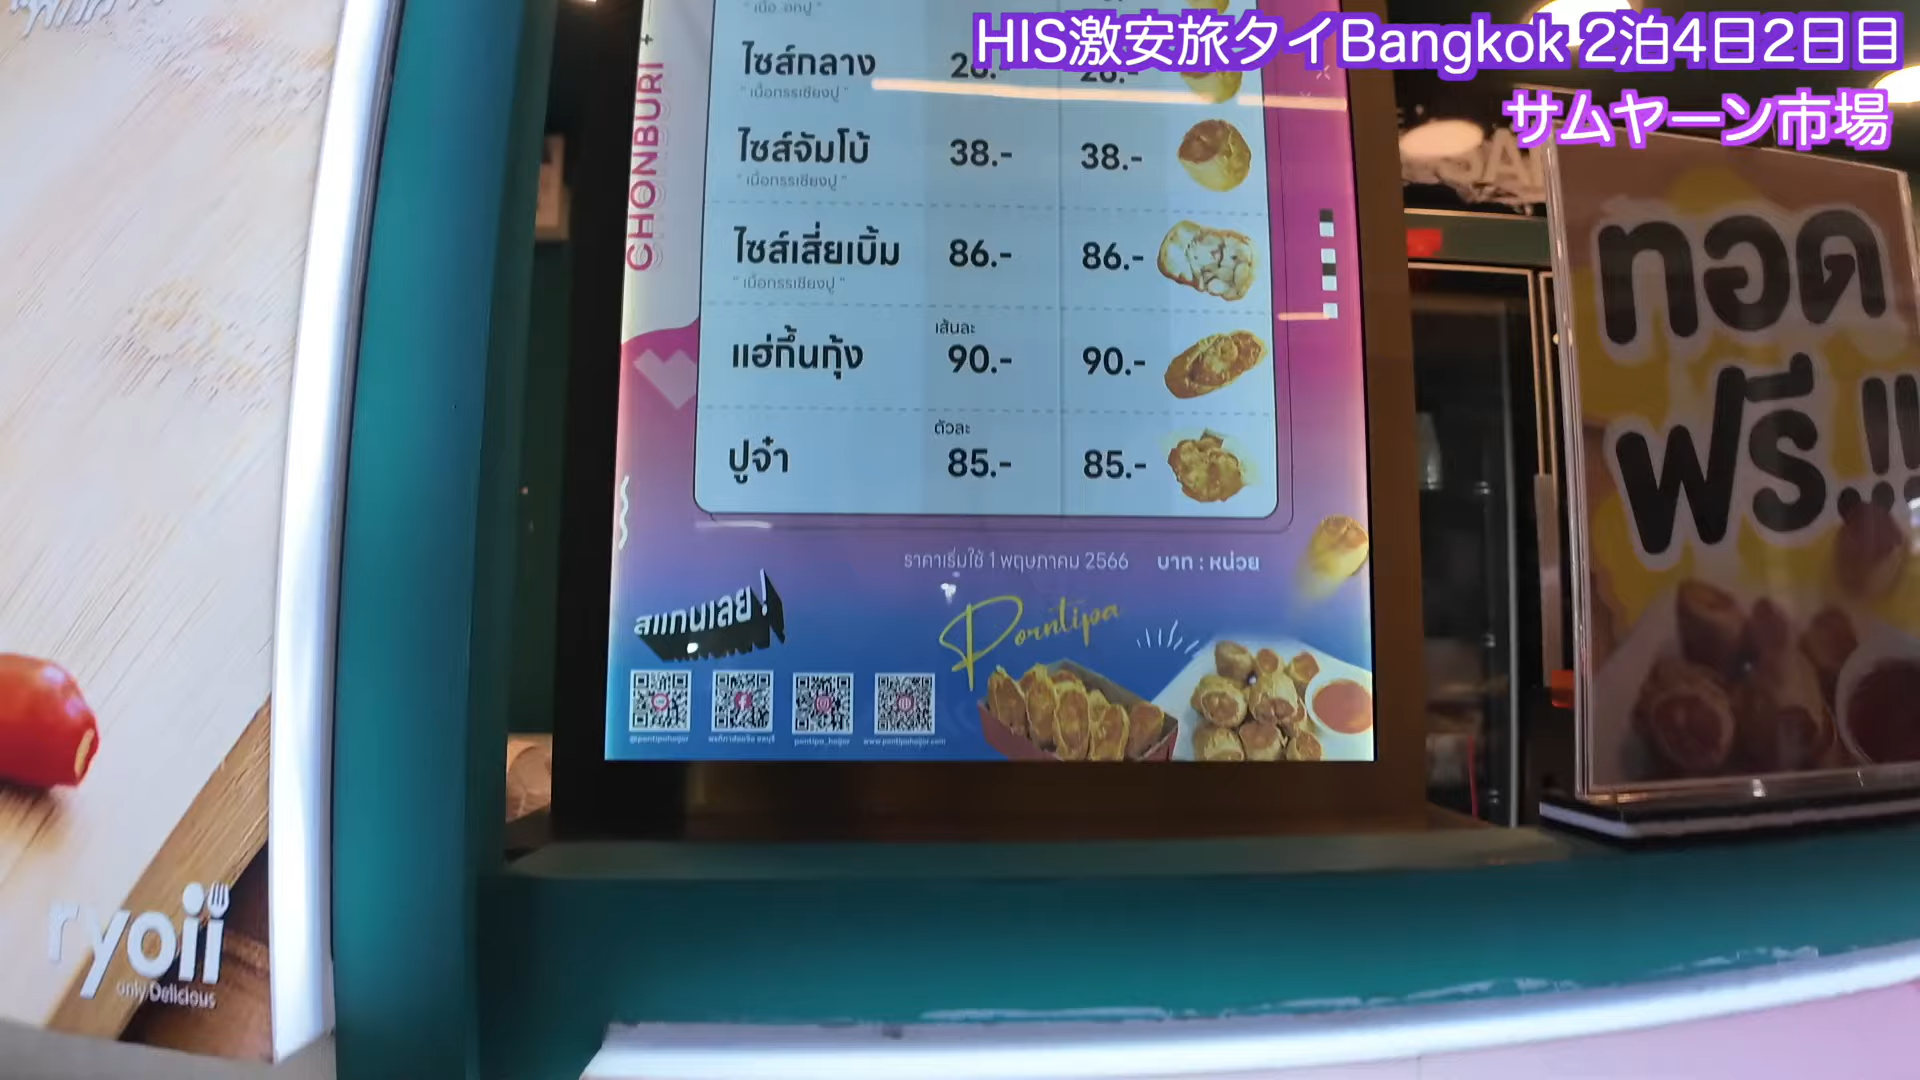 HIS激安旅タイBangkok 2泊4日2日目
サムヤーン市場
CHONBURI +
ไซส์กลาง 26.- 26.-
" เนื้อกรรเชียงปู "
ไซส์จัมโบ้ 38.- 38.-
" เนื้อกรรเชียงปู "
ไซส์เสี่ยเบิ้ม 86.- 86.-
" เนื้อกรรเชียงปู "
เส้นละ
แฮ่กึ๊นกุ้ง 90.- 90.-
ตัวละ
ปูจ๋า 85.- 85.-
ราคาเริ่มใช้ 1 พฤษภาคม 2566 บาท : หน่วย
สแกนเลย !
Porntipa
ทอด
ฟรี..!!
ryoii
only Delicious